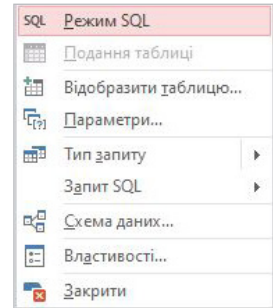 SQL Режим SQL
Подання таблиці
Відобразити таблицю...
Параметри...
Тип запиту
Запит SQL
Схема даних...
Властивості...
Закрити